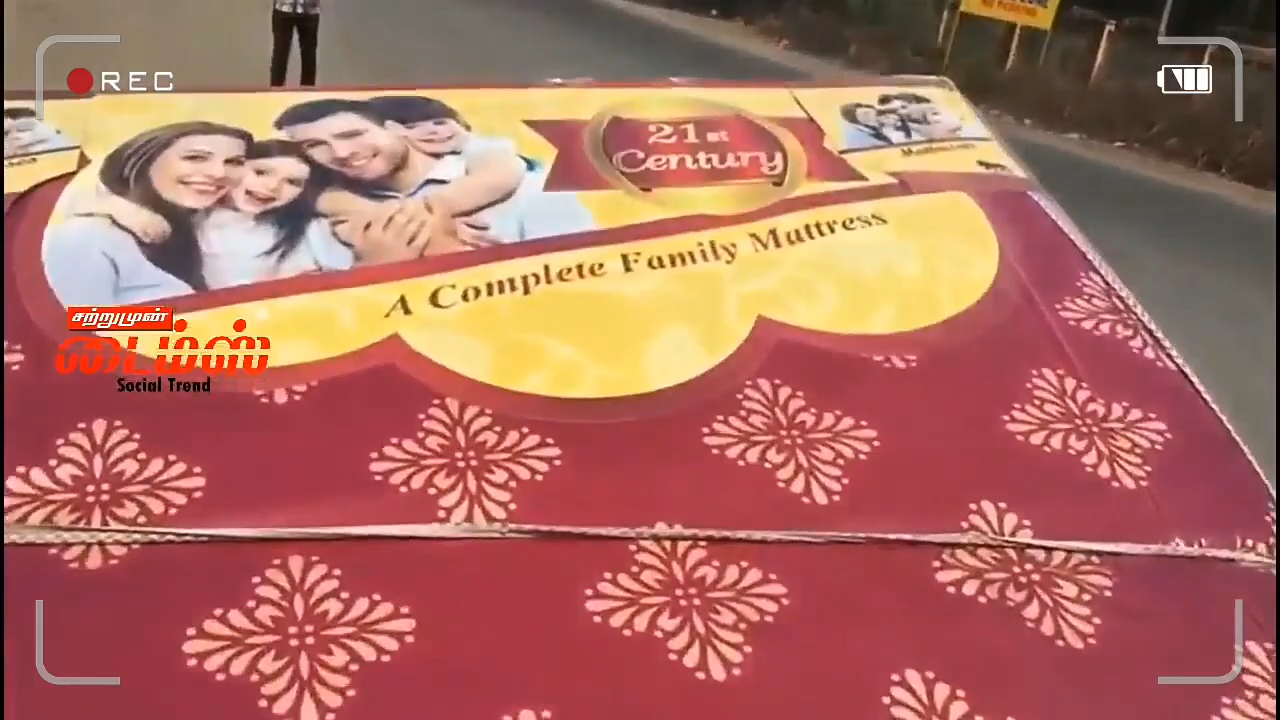 REC
21st
Century
A Complete Family Mattress
சற்றுமுன்
டைம்ஸ்
Social Trend